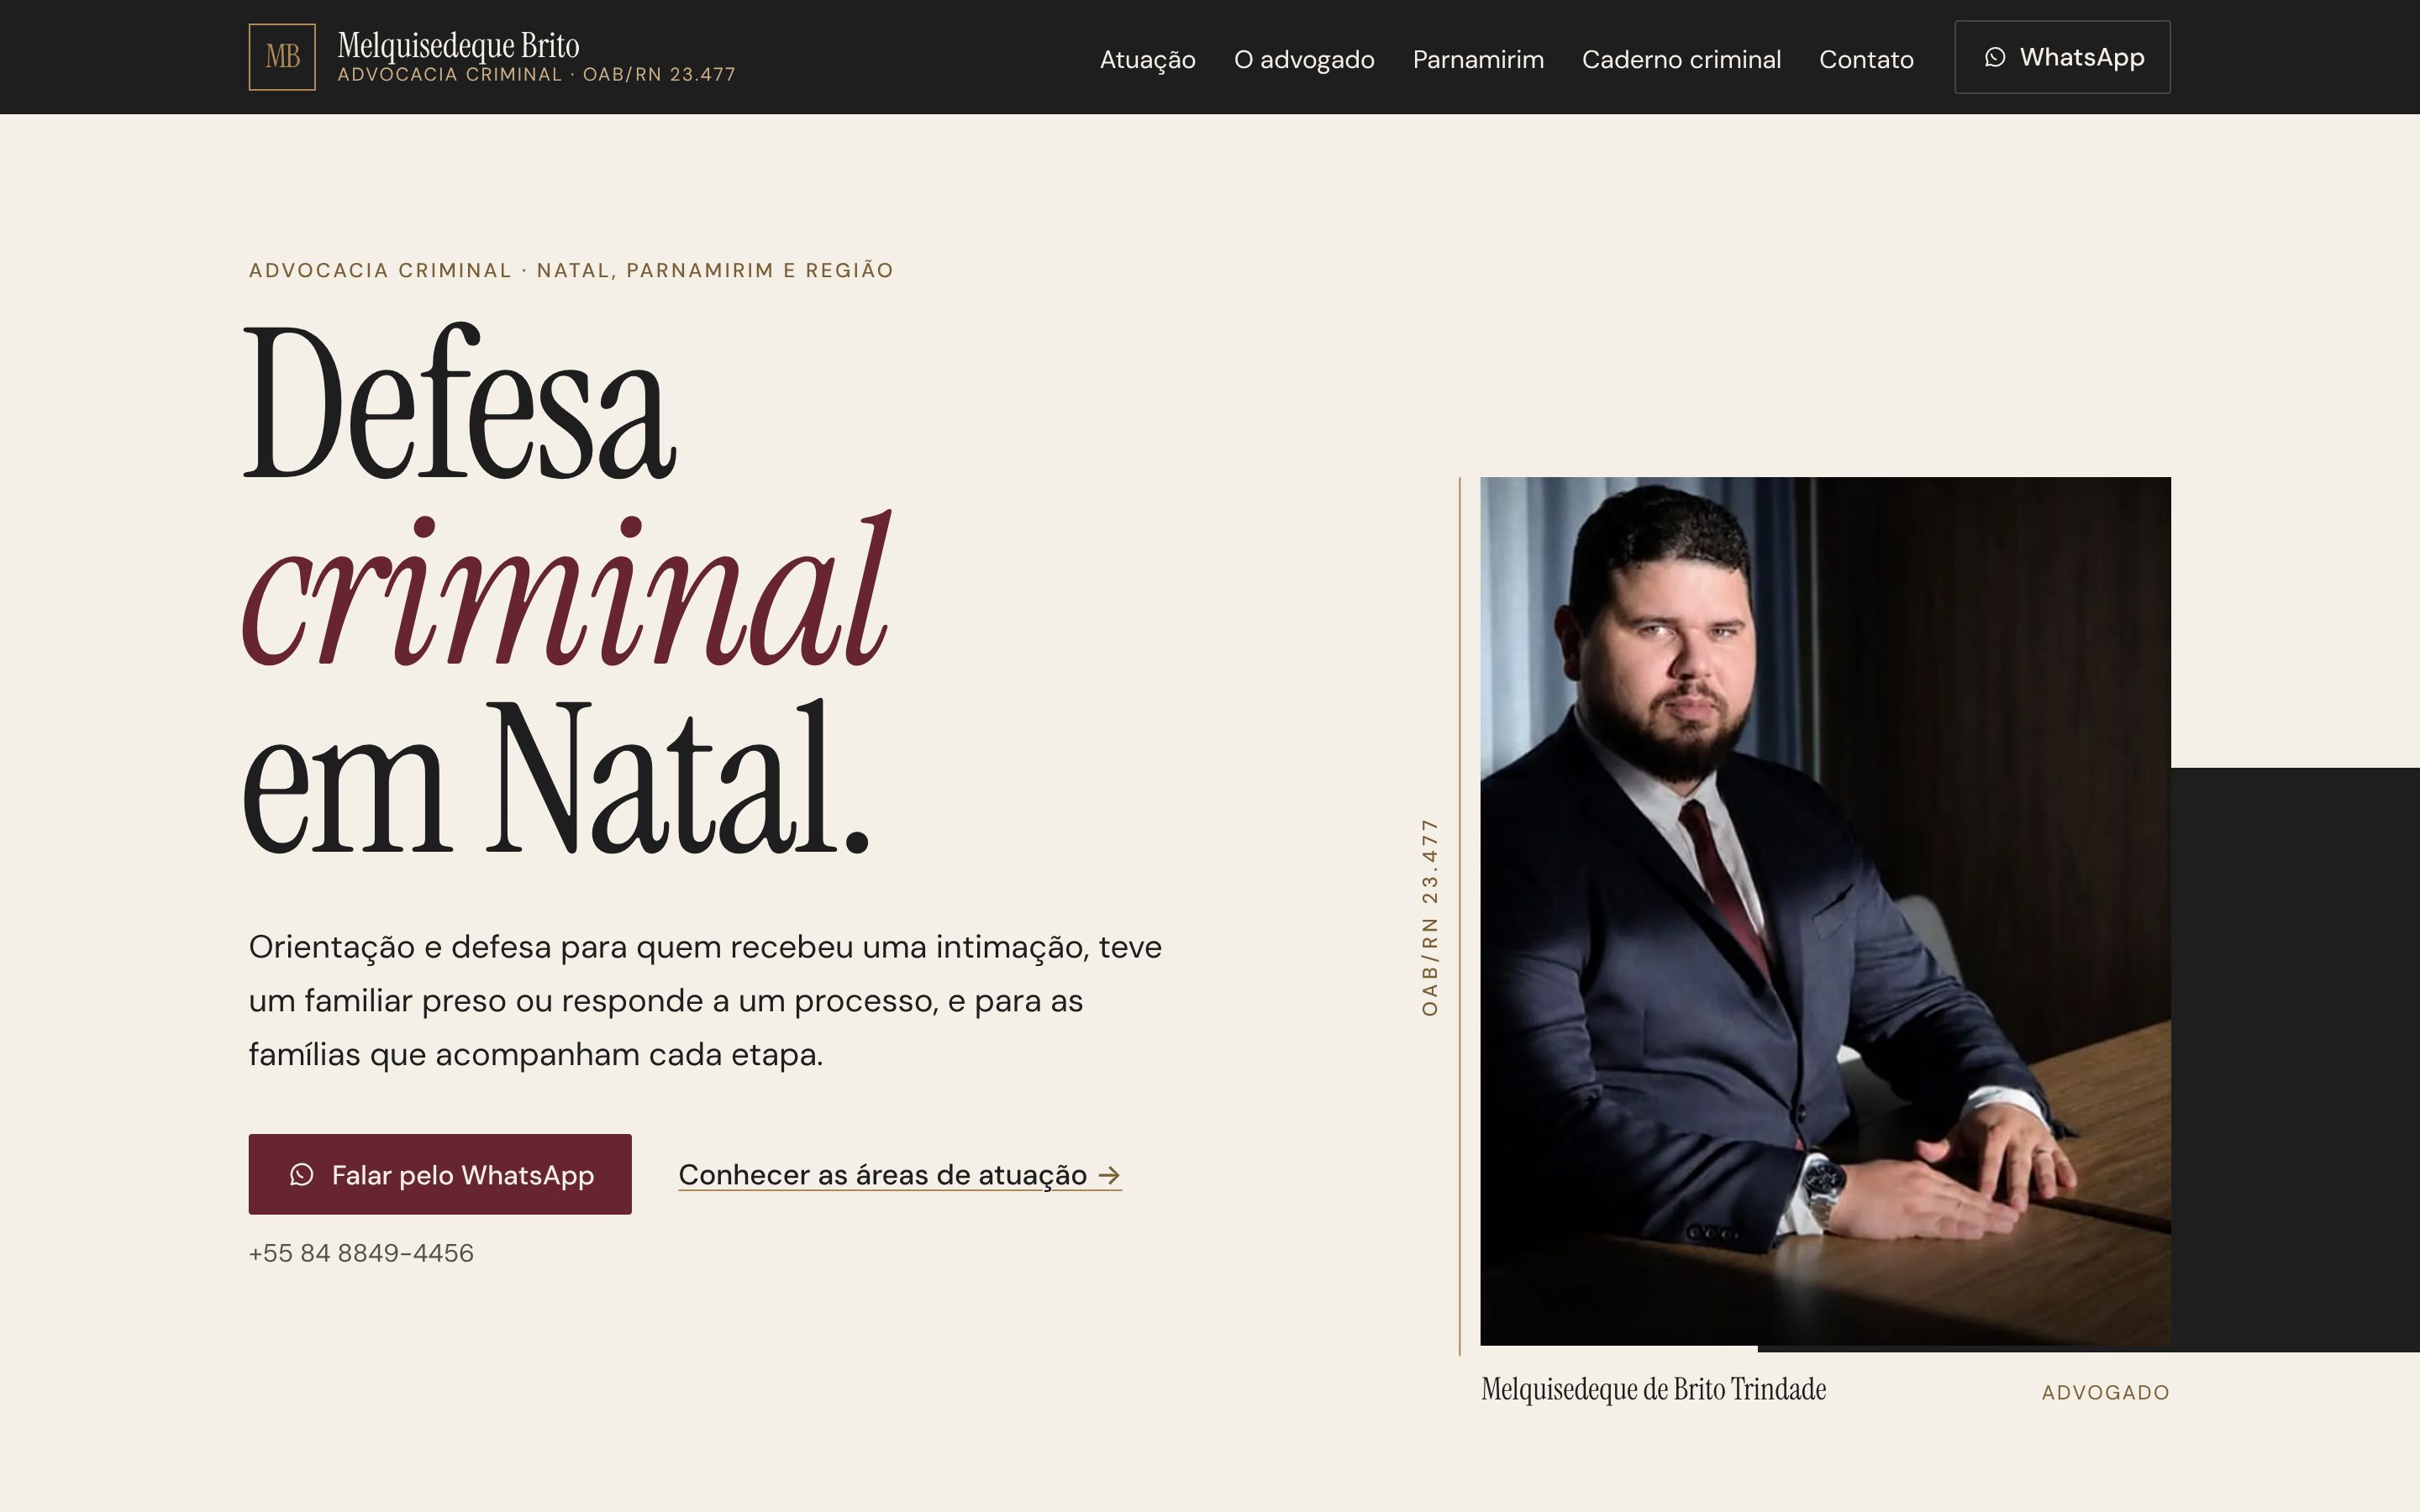 MB
Melquisedeque Brito
ADVOCACIA CRIMINAL · OAB/RN 23.477
Atuação
O advogado
Parnamirim
Caderno criminal
Contato
WhatsApp
ADVOCACIA CRIMINAL · NATAL, PARNAMIRIM E REGIÃO
Defesa
criminal
em Natal.
Orientação e defesa para quem recebeu uma intimação, teve
um familiar preso ou responde a um processo, e para as
famílias que acompanham cada etapa.
Falar pelo WhatsApp
Conhecer as áreas de atuação →
+55 84 8849-4456
OAB/RN 23.477
Melquisedeque de Brito Trindade
ADVOGADO